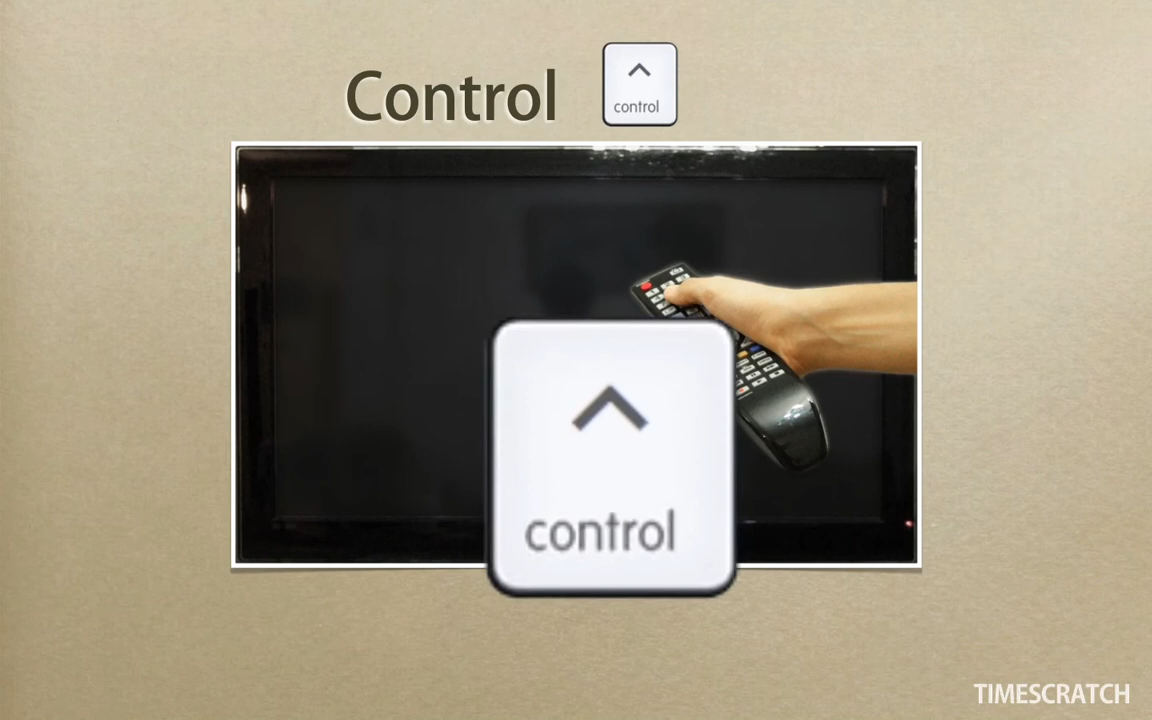 Control
^
control
^
control
TIMESCRATCH